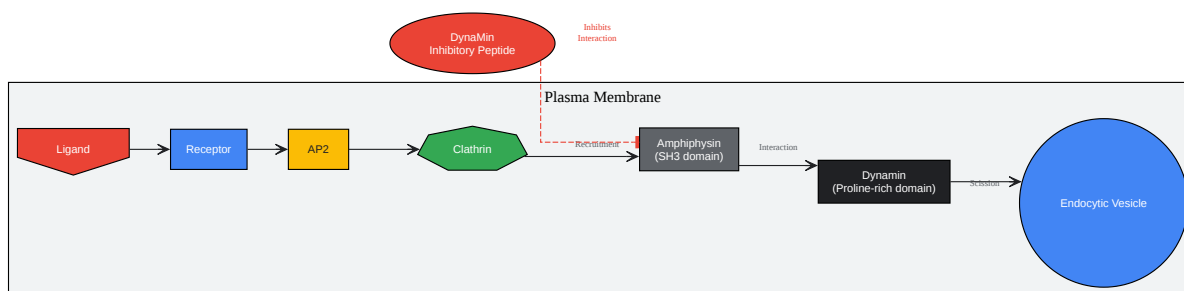 DynaMin
Inhibitory Peptide
Inhibits
Interaction
Plasma Membrane
Ligand
Receptor
AP2
Clathrin
Recruitment
Amphiphysin
(SH3 domain)
Interaction
Dynamin
(Proline-rich domain)
Scission
Endocytic Vesicle